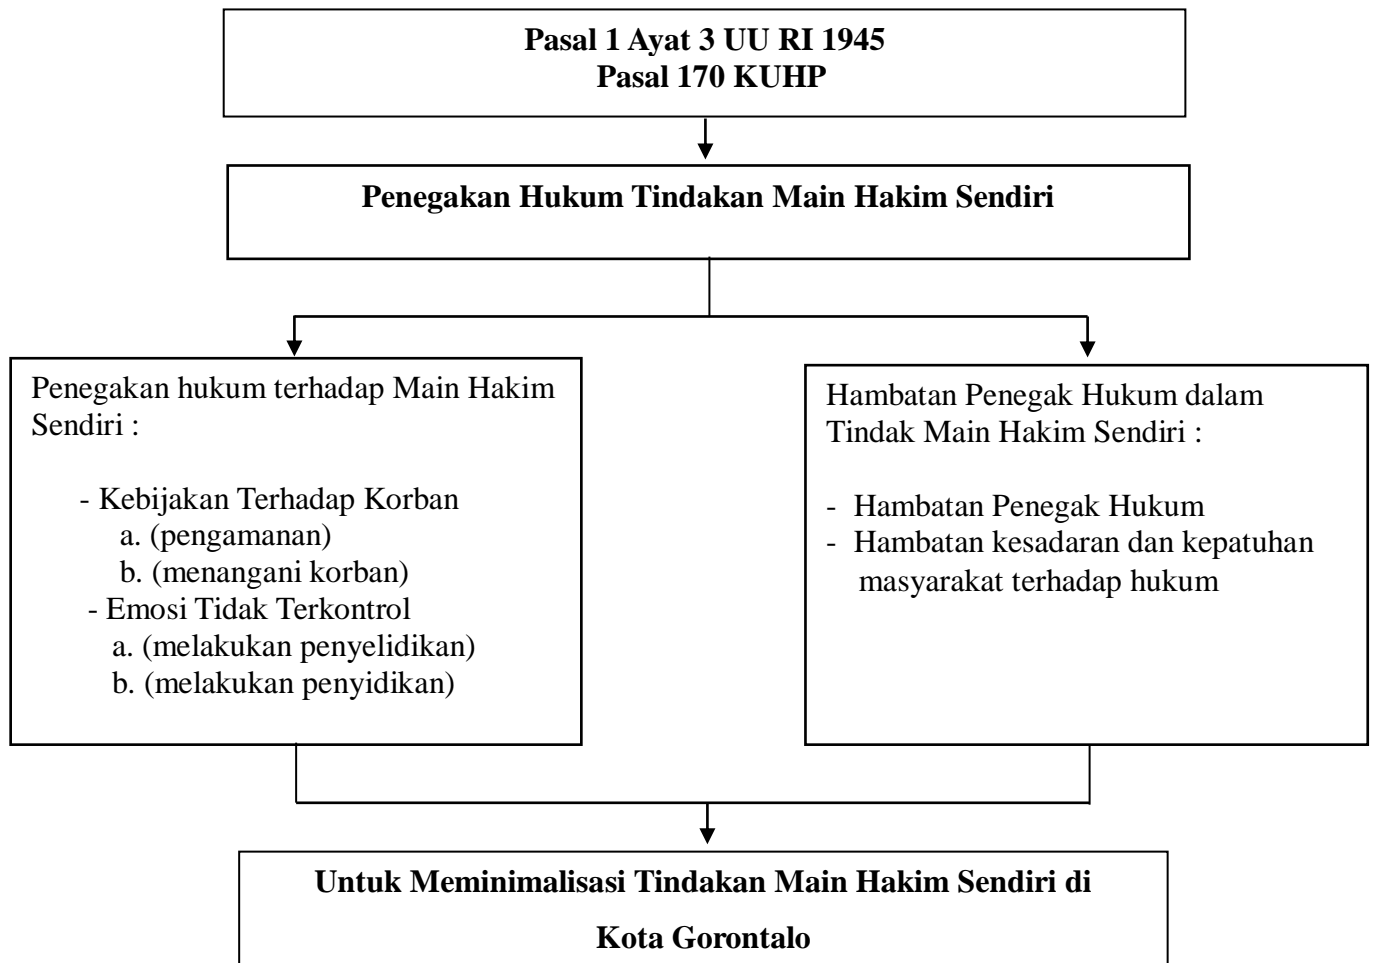 Pasal 1 Ayat 3 UU RI 1945
Pasal 170 KUHP
Penegakan Hukum Tindakan Main Hakim Sendiri
Penegakan hukum terhadap Main Hakim
Sendiri :
- Kebijakan Terhadap Korban
a. (pengamanan)
b. (menangani korban)
- Emosi Tidak Terkontrol
a. (melakukan penyelidikan)
b. (melakukan penyidikan)
Hambatan Penegak Hukum dalam
Tindak Main Hakim Sendiri :
- Hambatan Penegak Hukum
- Hambatan kesadaran dan kepatuhan
masyarakat terhadap hukum
Untuk Meminimalisasi Tindakan Main Hakim Sendiri di
Kota Gorontalo